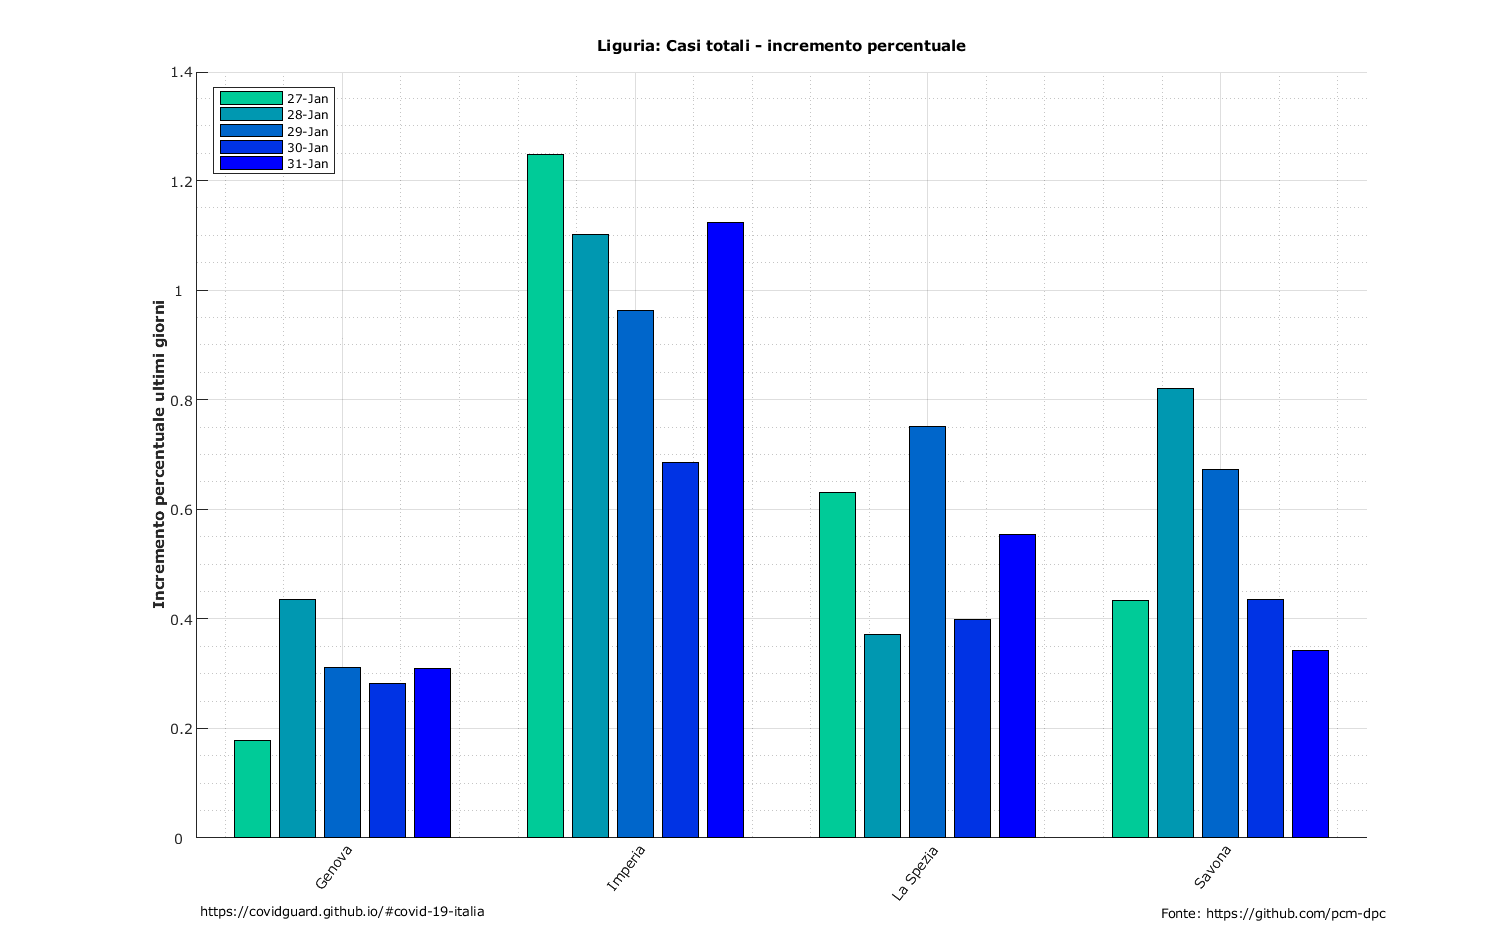 Liguria: Casi totali - incremento percentuale
1.4
1.2
1
0.8
0.6
0.4
0.2
0
Incremento percentuale ultimi giorni
27-Jan
28-Jan
29-Jan
30-Jan
31-Jan
Genova
Imperia
La Spezia
Savona
https://covidguard.github.io/#covid-19-italia
Fonte: https://github.com/pcm-dpc